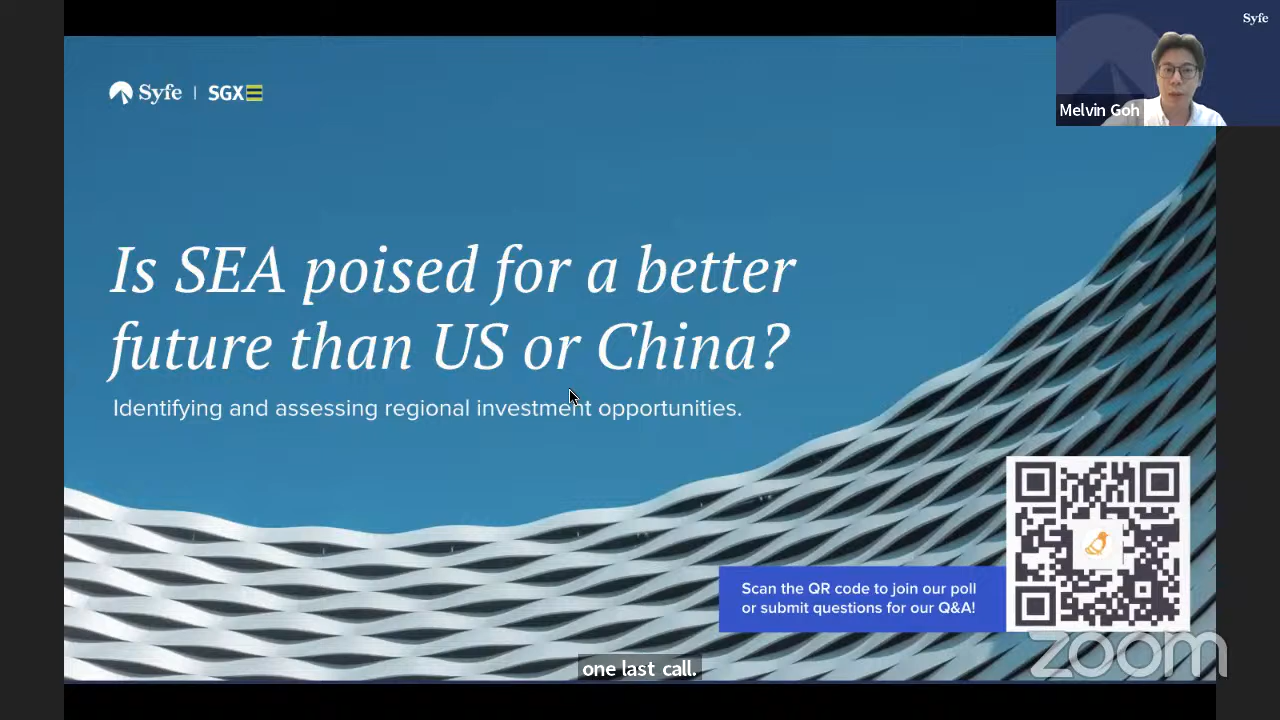 Syfe
Syfe | SGX
Melvin Goh
Is SEA poised for a better
future than US or China?
Identifying and assessing regional investment opportunities.
Scan the QR code to join our poll
or submit questions for our Q&A!
zoom
one last call.